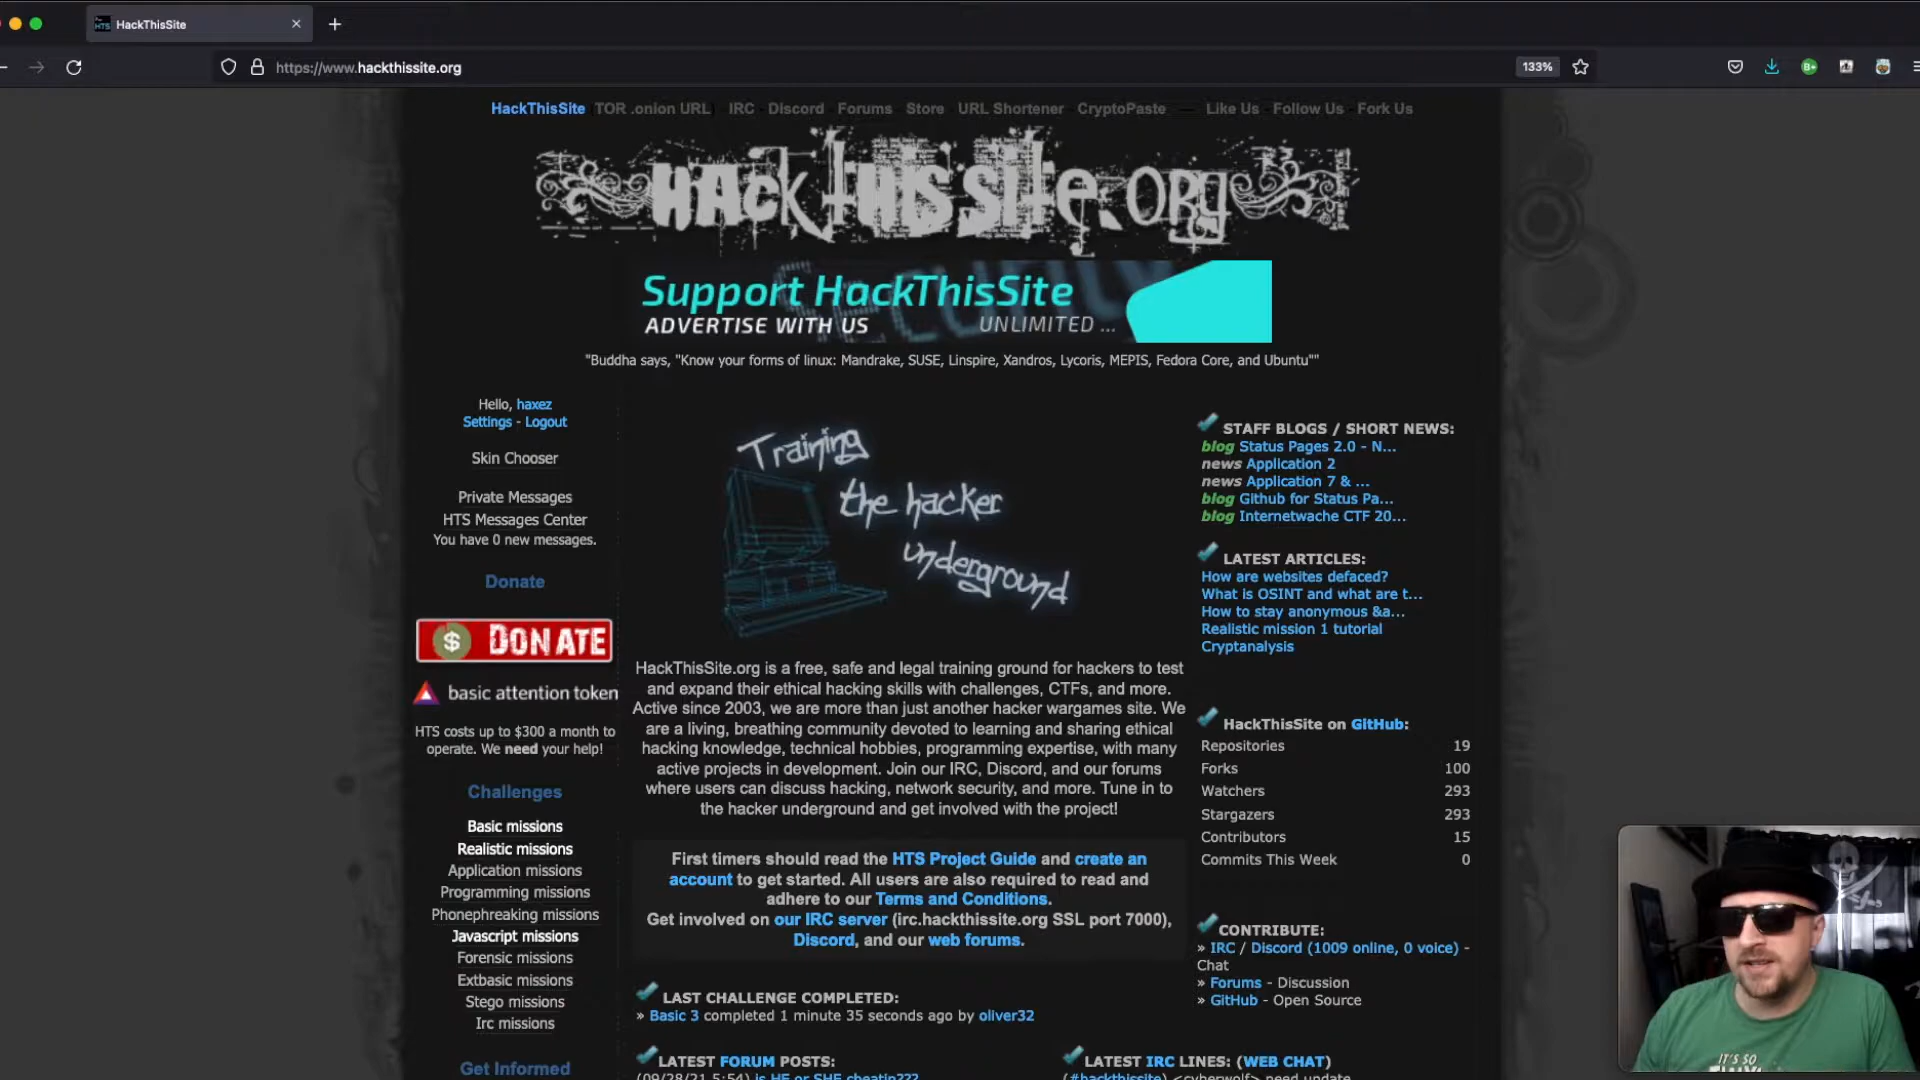 HackThisSite
https://www.hackthissite.org
133%
HackThisSite TOR .onion URL IRC - Discord - Forums - Store - URL Shortener - CryptoPaste — Like Us - Follow Us - Fork Us
HackThisSite.org
Support HackThisSite
ADVERTISE WITH US UNLIMITED ...
"Buddha says, "Know your forms of linux: Mandrake, SUSE, Linspire, Xandros, Lycoris, MEPIS, Fedora Core, and Ubuntu""
Hello, haxez
Settings - Logout
Skin Chooser
Private Messages
HTS Messages Center
You have 0 new messages.
Donate
$ DONATE
basic attention token
HTS costs up to $300 a month to
operate. We need your help!
Challenges
Basic missions
Realistic missions
Application missions
Programming missions
Phonephreaking missions
Javascript missions
Forensic missions
Extbasic missions
Stego missions
Irc missions
Get Informed
Training
the hacker
underground
HackThisSite.org is a free, safe and legal training ground for hackers to test
and expand their ethical hacking skills with challenges, CTFs, and more.
Active since 2003, we are more than just another hacker wargames site. We
are a living, breathing community devoted to learning and sharing ethical
hacking knowledge, technical hobbies, programming expertise, with many
active projects in development. Join our IRC, Discord, and our forums
where users can discuss hacking, network security, and more. Tune in to
the hacker underground and get involved with the project!
First timers should read the HTS Project Guide and create an
account to get started. All users are also required to read and
adhere to our Terms and Conditions.
Get involved on our IRC server (irc.hackthissite.org SSL port 7000),
Discord, and our web forums.
LAST CHALLENGE COMPLETED:
» Basic 3 completed 1 minute 35 seconds ago by oliver32
LATEST FORUM POSTS:
(09/28/21 5:54) is HE or SHE cheatin???
LATEST IRC LINES: (WEB CHAT)
(#hackthissite) <cyberwolf> need update
STAFF BLOGS / SHORT NEWS:
blog Status Pages 2.0 - N...
news Application 2
news Application 7 & ...
blog Github for Status Pa...
blog Internetwache CTF 20...
LATEST ARTICLES:
How are websites defaced?
What is OSINT and what are t...
How to stay anonymous &a...
Realistic mission 1 tutorial
Cryptanalysis
HackThisSite on GitHub:
Repositories 19
Forks 100
Watchers 293
Stargazers 293
Contributors 15
Commits This Week 0
CONTRIBUTE:
» IRC / Discord (1009 online, 0 voice) -
Chat
» Forums - Discussion
» GitHub - Open Source
IT'S SO